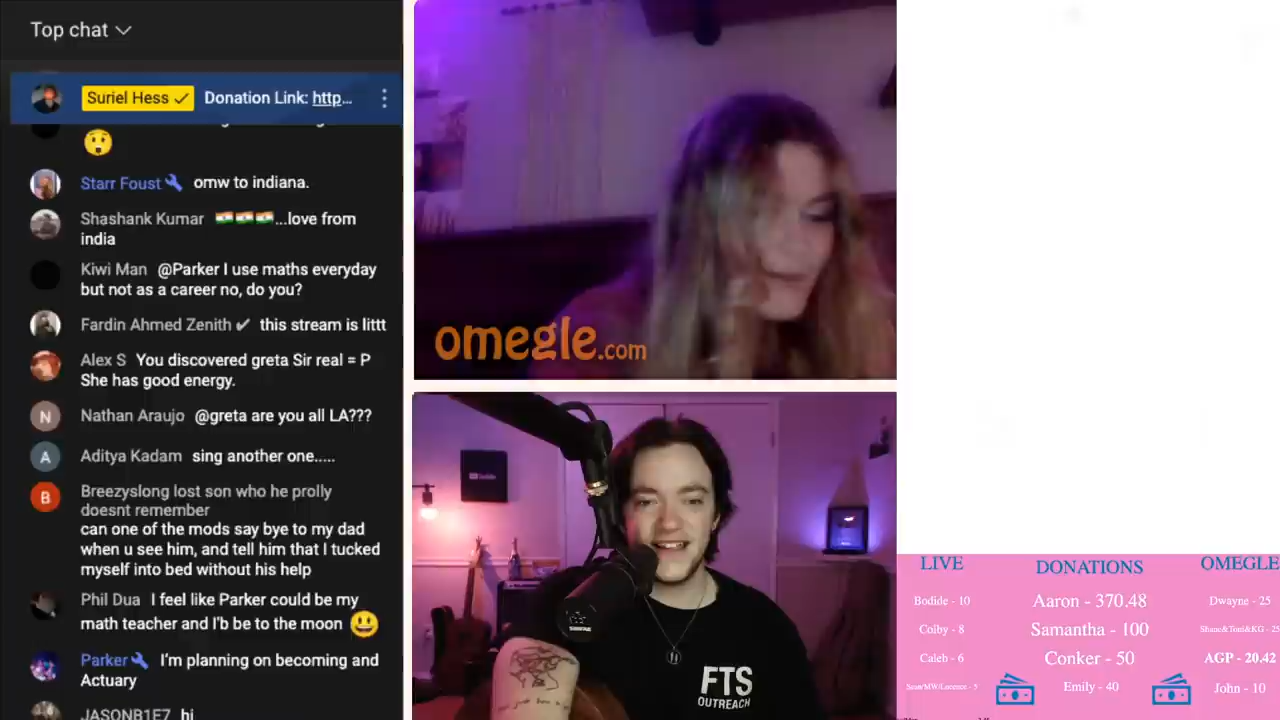 Top chat
Suriel Hess Donation Link: http...
Starr Foust omw to indiana.
Shashank Kumar 🇮🇳🇮🇳🇮🇳...love from
india
Kiwi Man @Parker I use maths everyday
but not as a career no, do you?
Fardin Ahmed Zenith this stream is littt
Alex S You discovered greta Sir real = P
She has good energy.
N Nathan Araujo @greta are you all LA???
A Aditya Kadam sing another one.....
B Breezyslong lost son who he prolly
doesnt remember
can one of the mods say bye to my dad
when u see him, and tell him that I tucked
myself into bed without his help
Phil Dua I feel like Parker could be my
math teacher and I'b be to the moon 😃
Parker I'm planning on becoming and
Actuary
JASONB1E7 hi
omegle.com
FTS
OUTREACH
LIVE
Bodide - 10
Colby - 8
Caleb - 6
DONATIONS
Aaron - 370.48
Samantha - 100
Conker - 50
Emily - 40
OMEGLE
Dwayne - 25
Shane&Toni&KG - 25
AGP - 20.42
John - 10